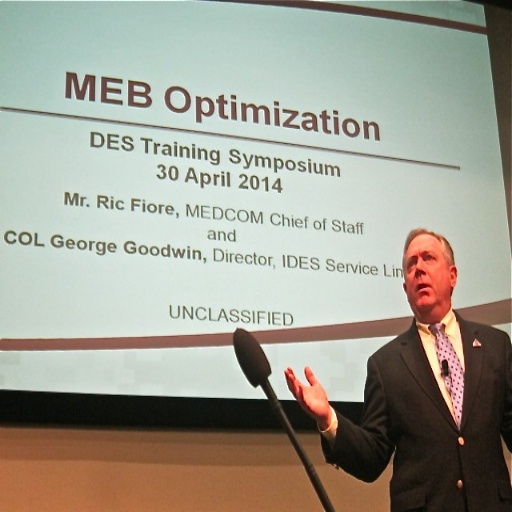 MEB Optimization
DES Training Symposium
30 April 2014
Mr. Ric Fiore, MEDCOM Chief of Staff
and
COL George Goodwin, Director, IDES Service Lin
UNCLASSIFIED